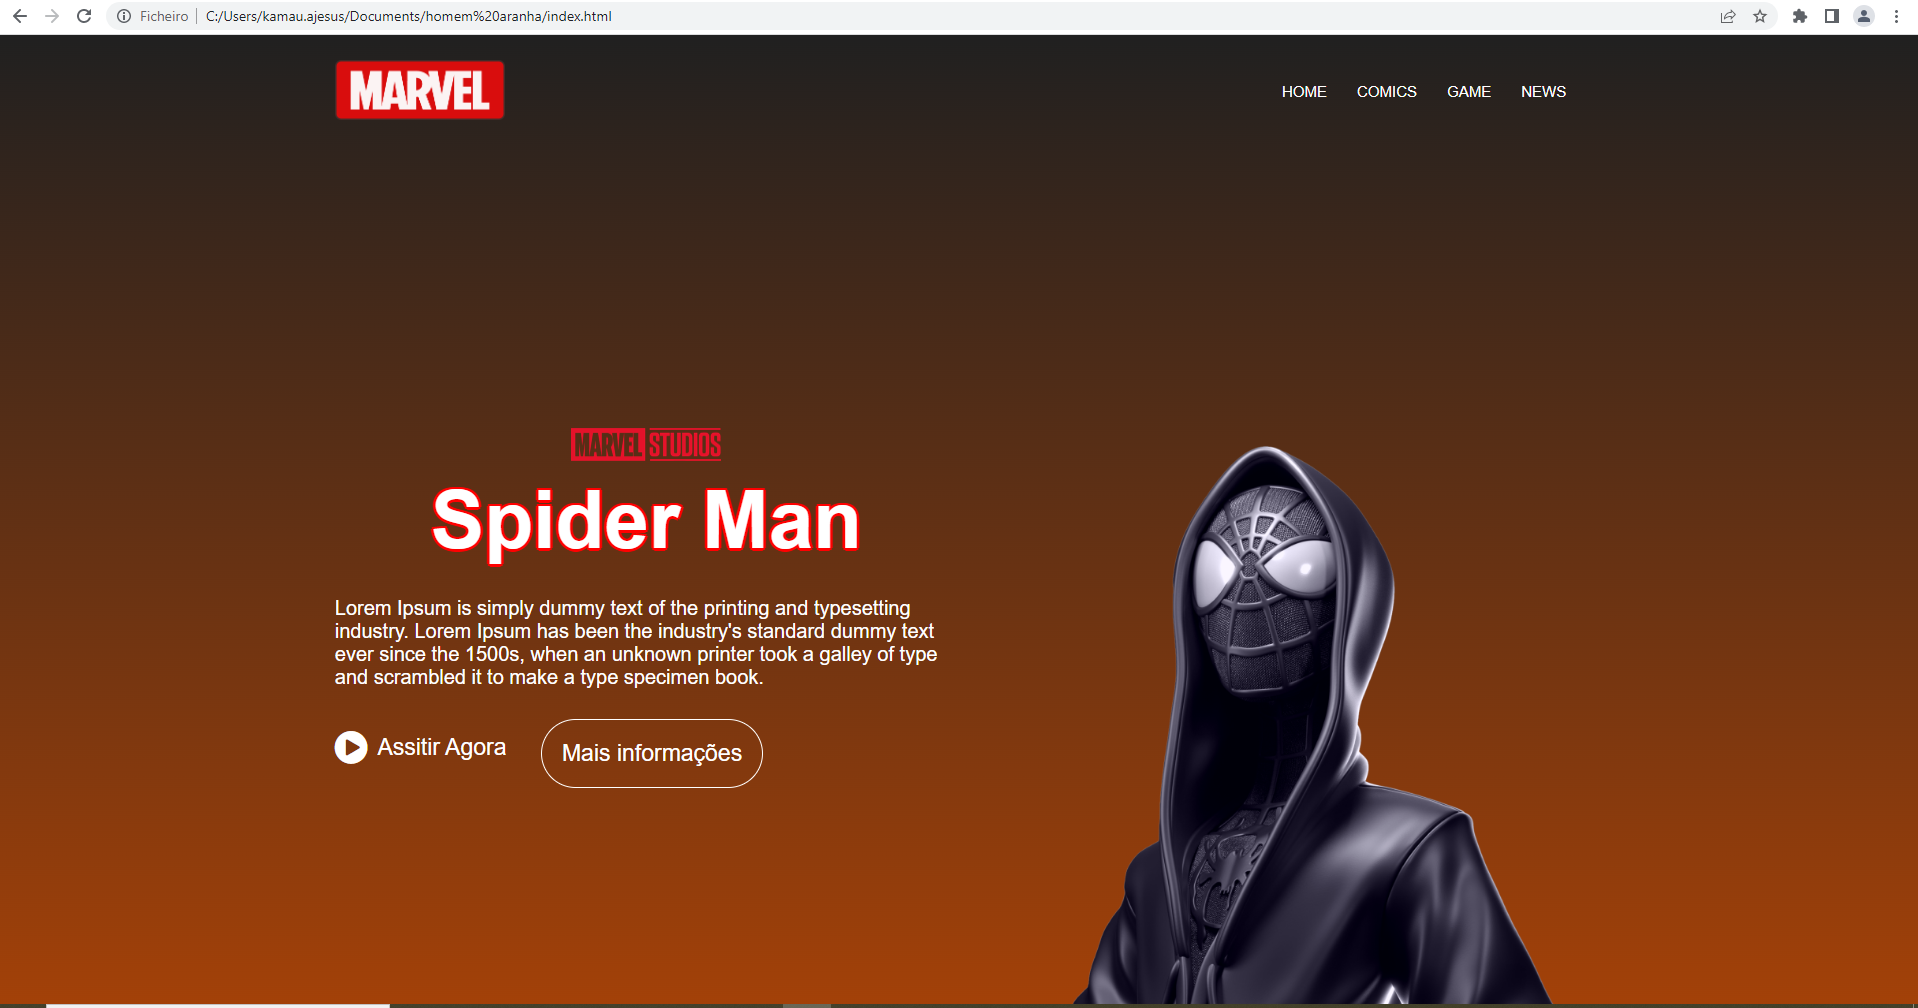 Ficheiro C:/Users/kamau.ajesus/Documents/homem%20aranha/index.html
MARVEL
HOME COMICS GAME NEWS
MARVEL STUDIOS
Spider Man
Lorem Ipsum is simply dummy text of the printing and typesetting
industry. Lorem Ipsum has been the industry's standard dummy text
ever since the 1500s, when an unknown printer took a galley of type
and scrambled it to make a type specimen book.
Assitir Agora
Mais informações